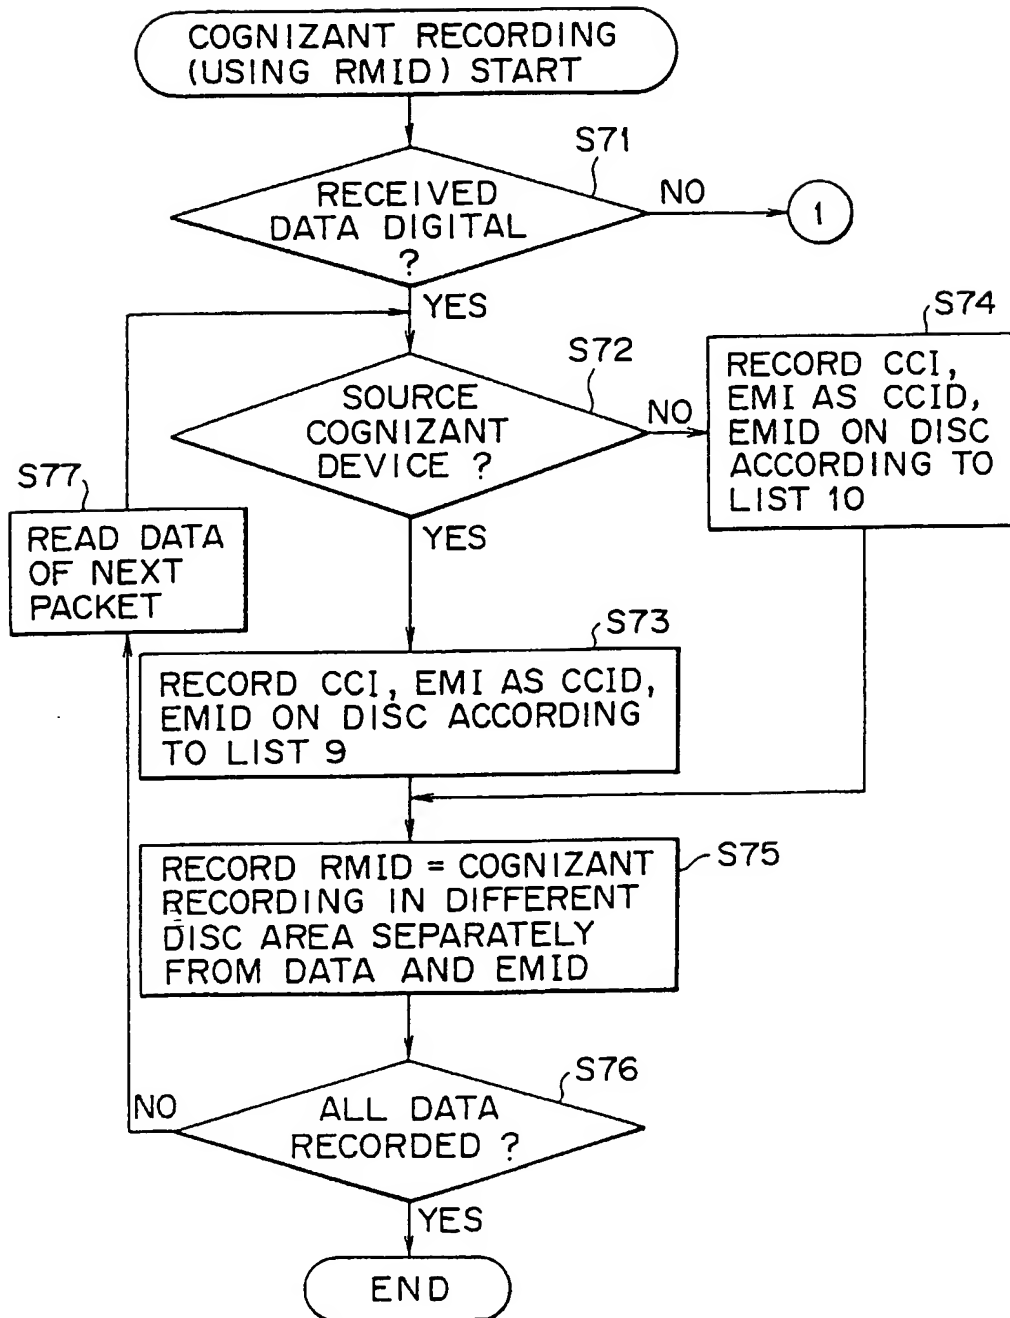 COGNIZANT RECORDING
(USING RMID) START
S71
RECEIVED
DATA DIGITAL
?
NO
1
YES
S72
SOURCE
COGNIZANT
DEVICE ?
NO
S74
RECORD CCI,
EMI AS CCID,
EMID ON DISC
ACCORDING TO
LIST 10
YES
S77
READ DATA
OF NEXT
PACKET
S73
RECORD CCI, EMI AS CCID,
EMID ON DISC ACCORDING
TO LIST 9
S75
RECORD RMID = COGNIZANT
RECORDING IN DIFFERENT
DISC AREA SEPARATELY
FROM DATA AND EMID
S76
ALL DATA
RECORDED ?
NO
YES
END